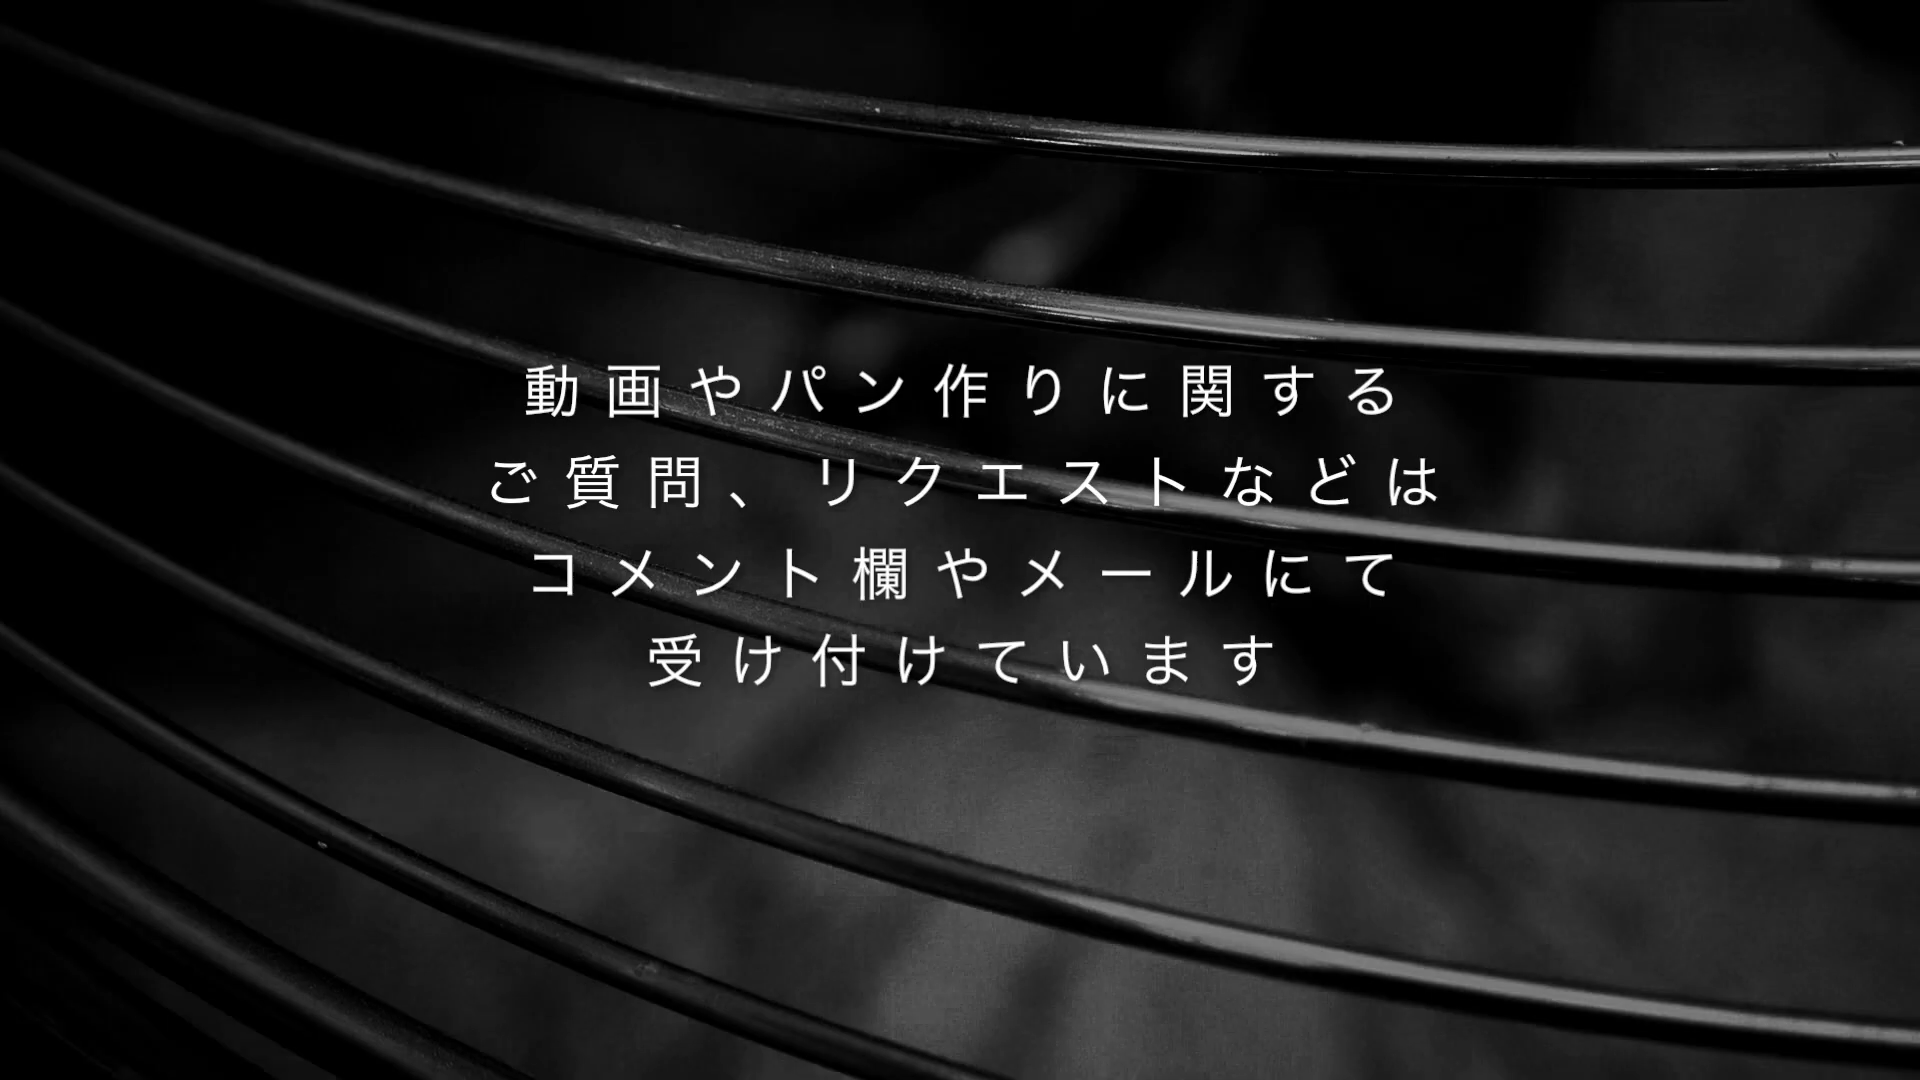 動画やパン作りに関する
ご質問、リクエストなどは
コメント欄やメールにて
受け付けています